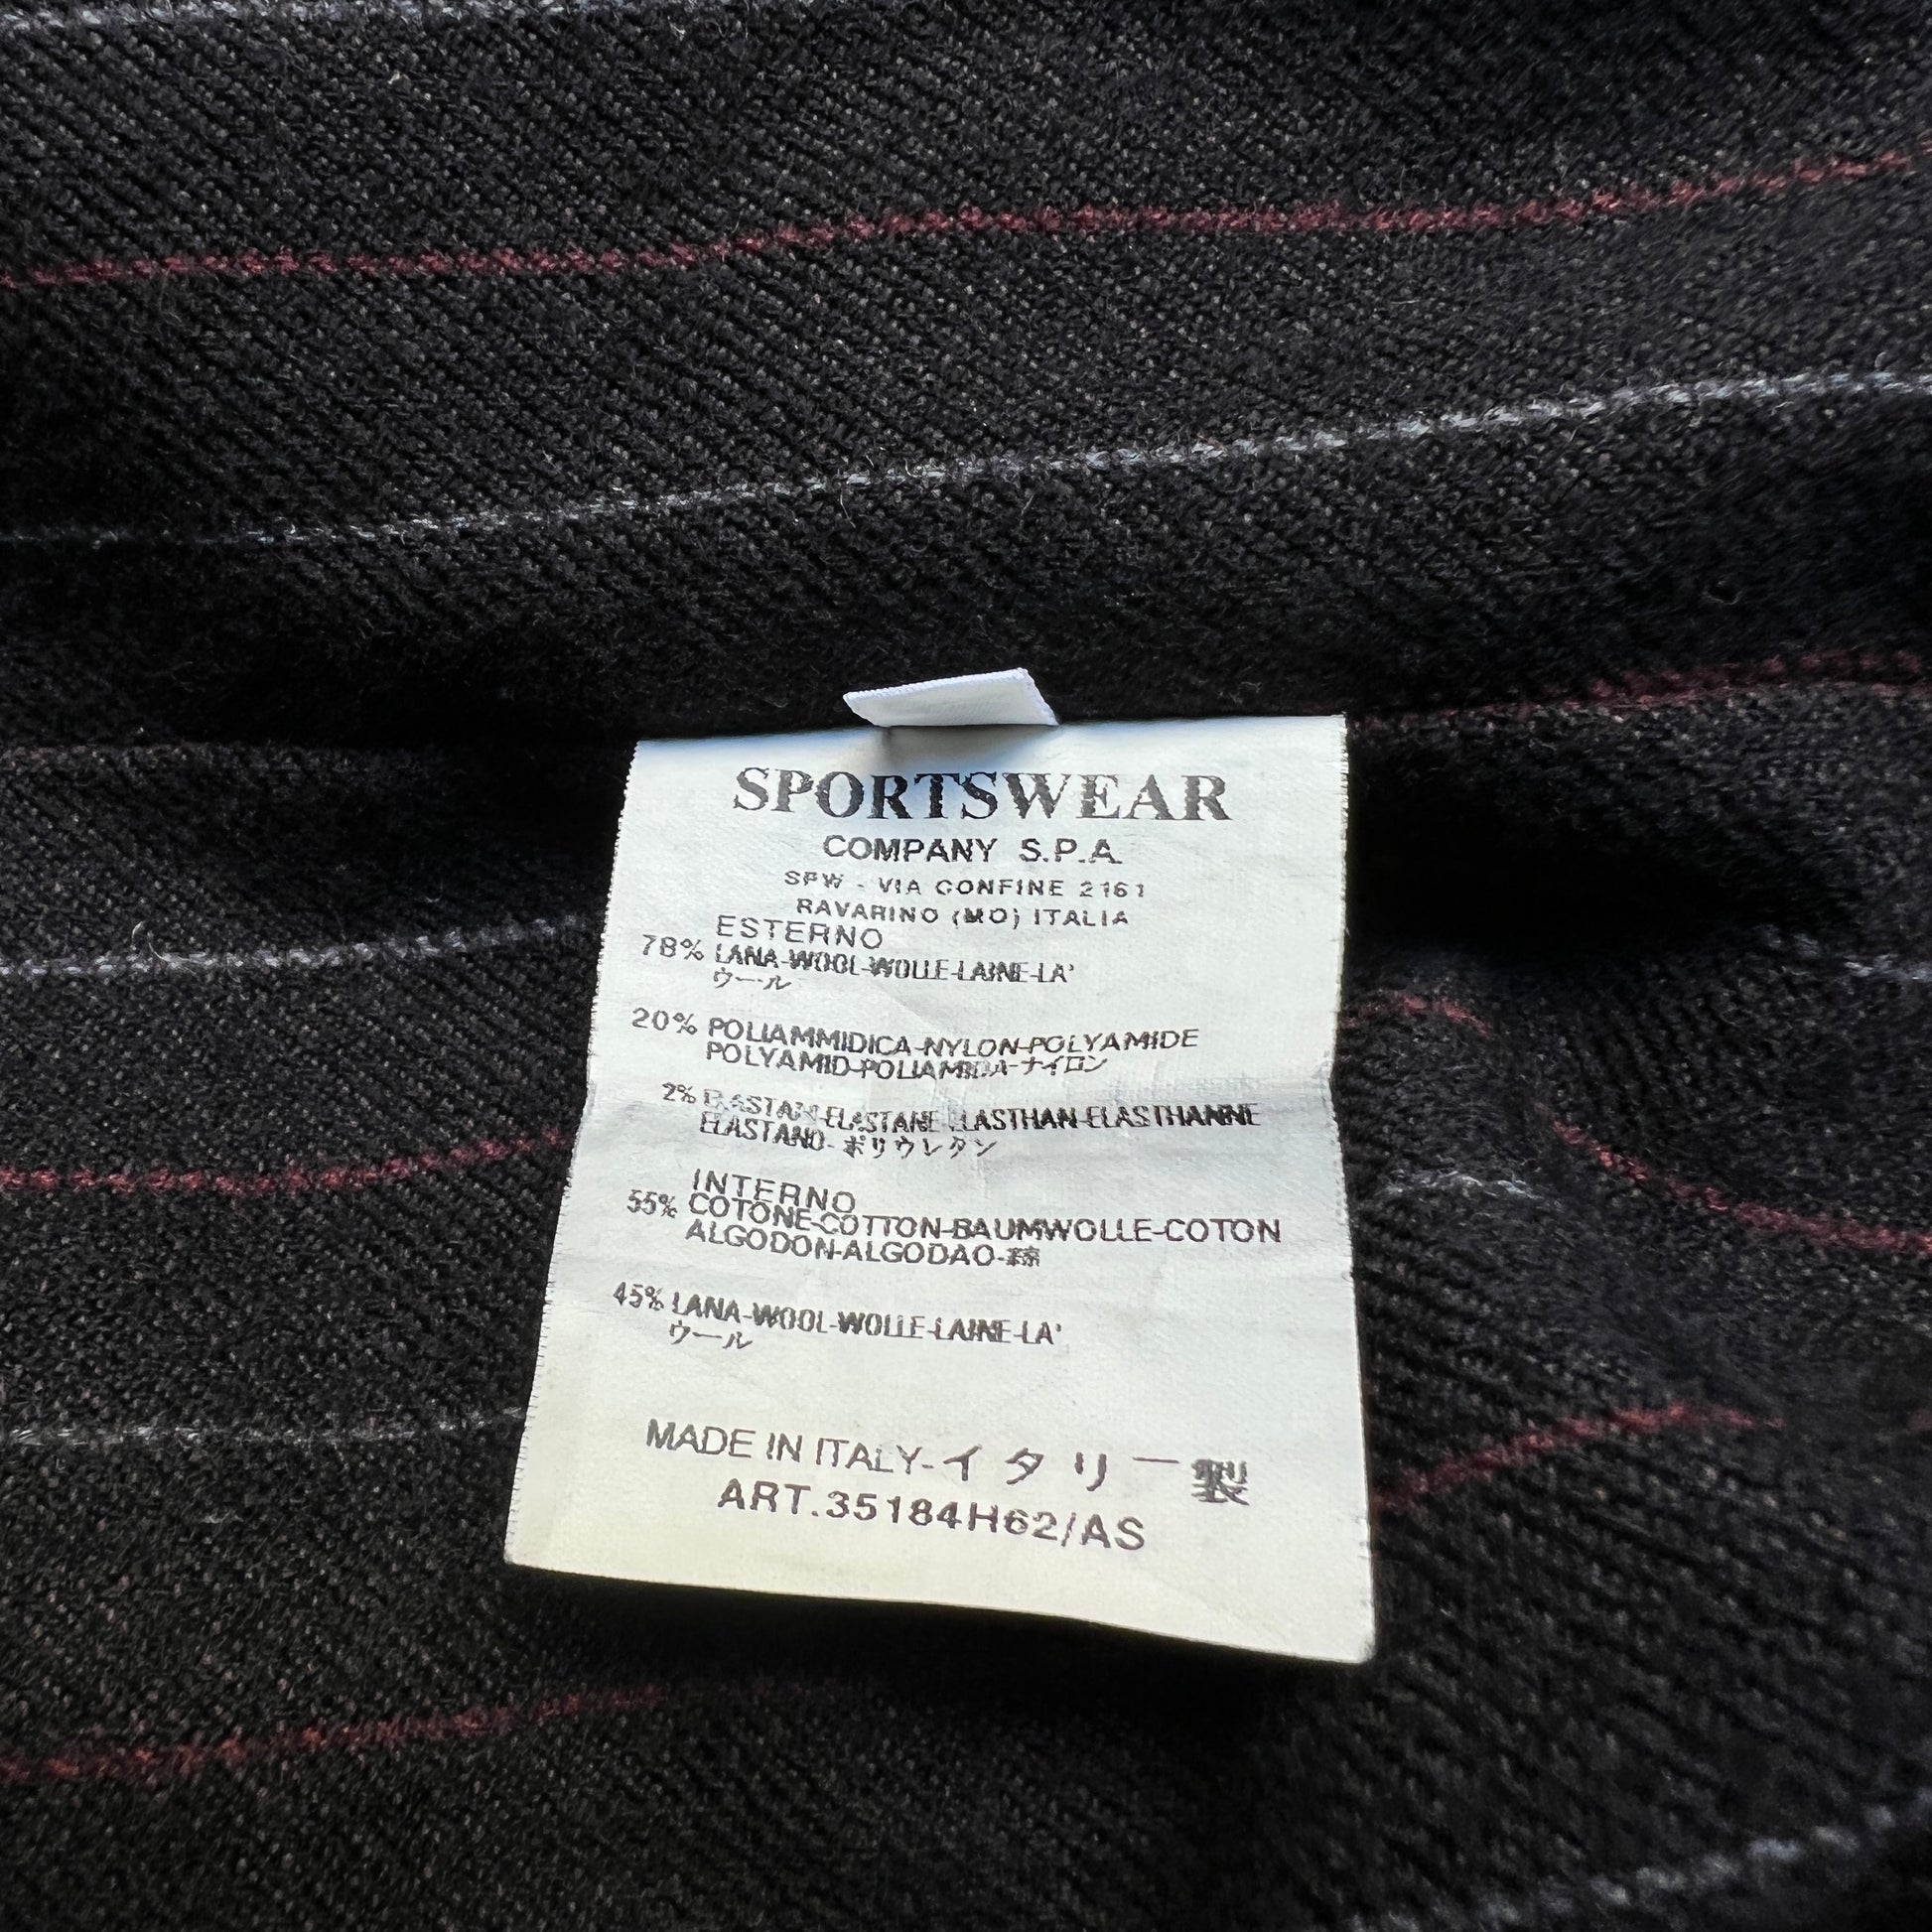 SPORTSWEAR
COMPANY S.P.A.
SPW - VIA CONFINE 2161
RAVARINO (MO) ITALIA
ESTERNO
78% LANA-WOOL-WOLLE-LAINE-LA'
ウール
20% POLIAMMIDICA-NYLON-POLYAMIDE
POLYAMID-POLIAMIDA-ナイロン
2% ELASTAN-ELASTANE-ELASTHAN-ELASTHANNE
ELASTANO-ポリウレタン
INTERNO
55% COTONE-COTTON-BAUMWOLLE-COTON
ALGODON-ALGODAO-綿
45% LANA-WOOL-WOLLE-LAINE-LA'
ウール
MADE IN ITALY-イタリー製
ART.35184H62/AS